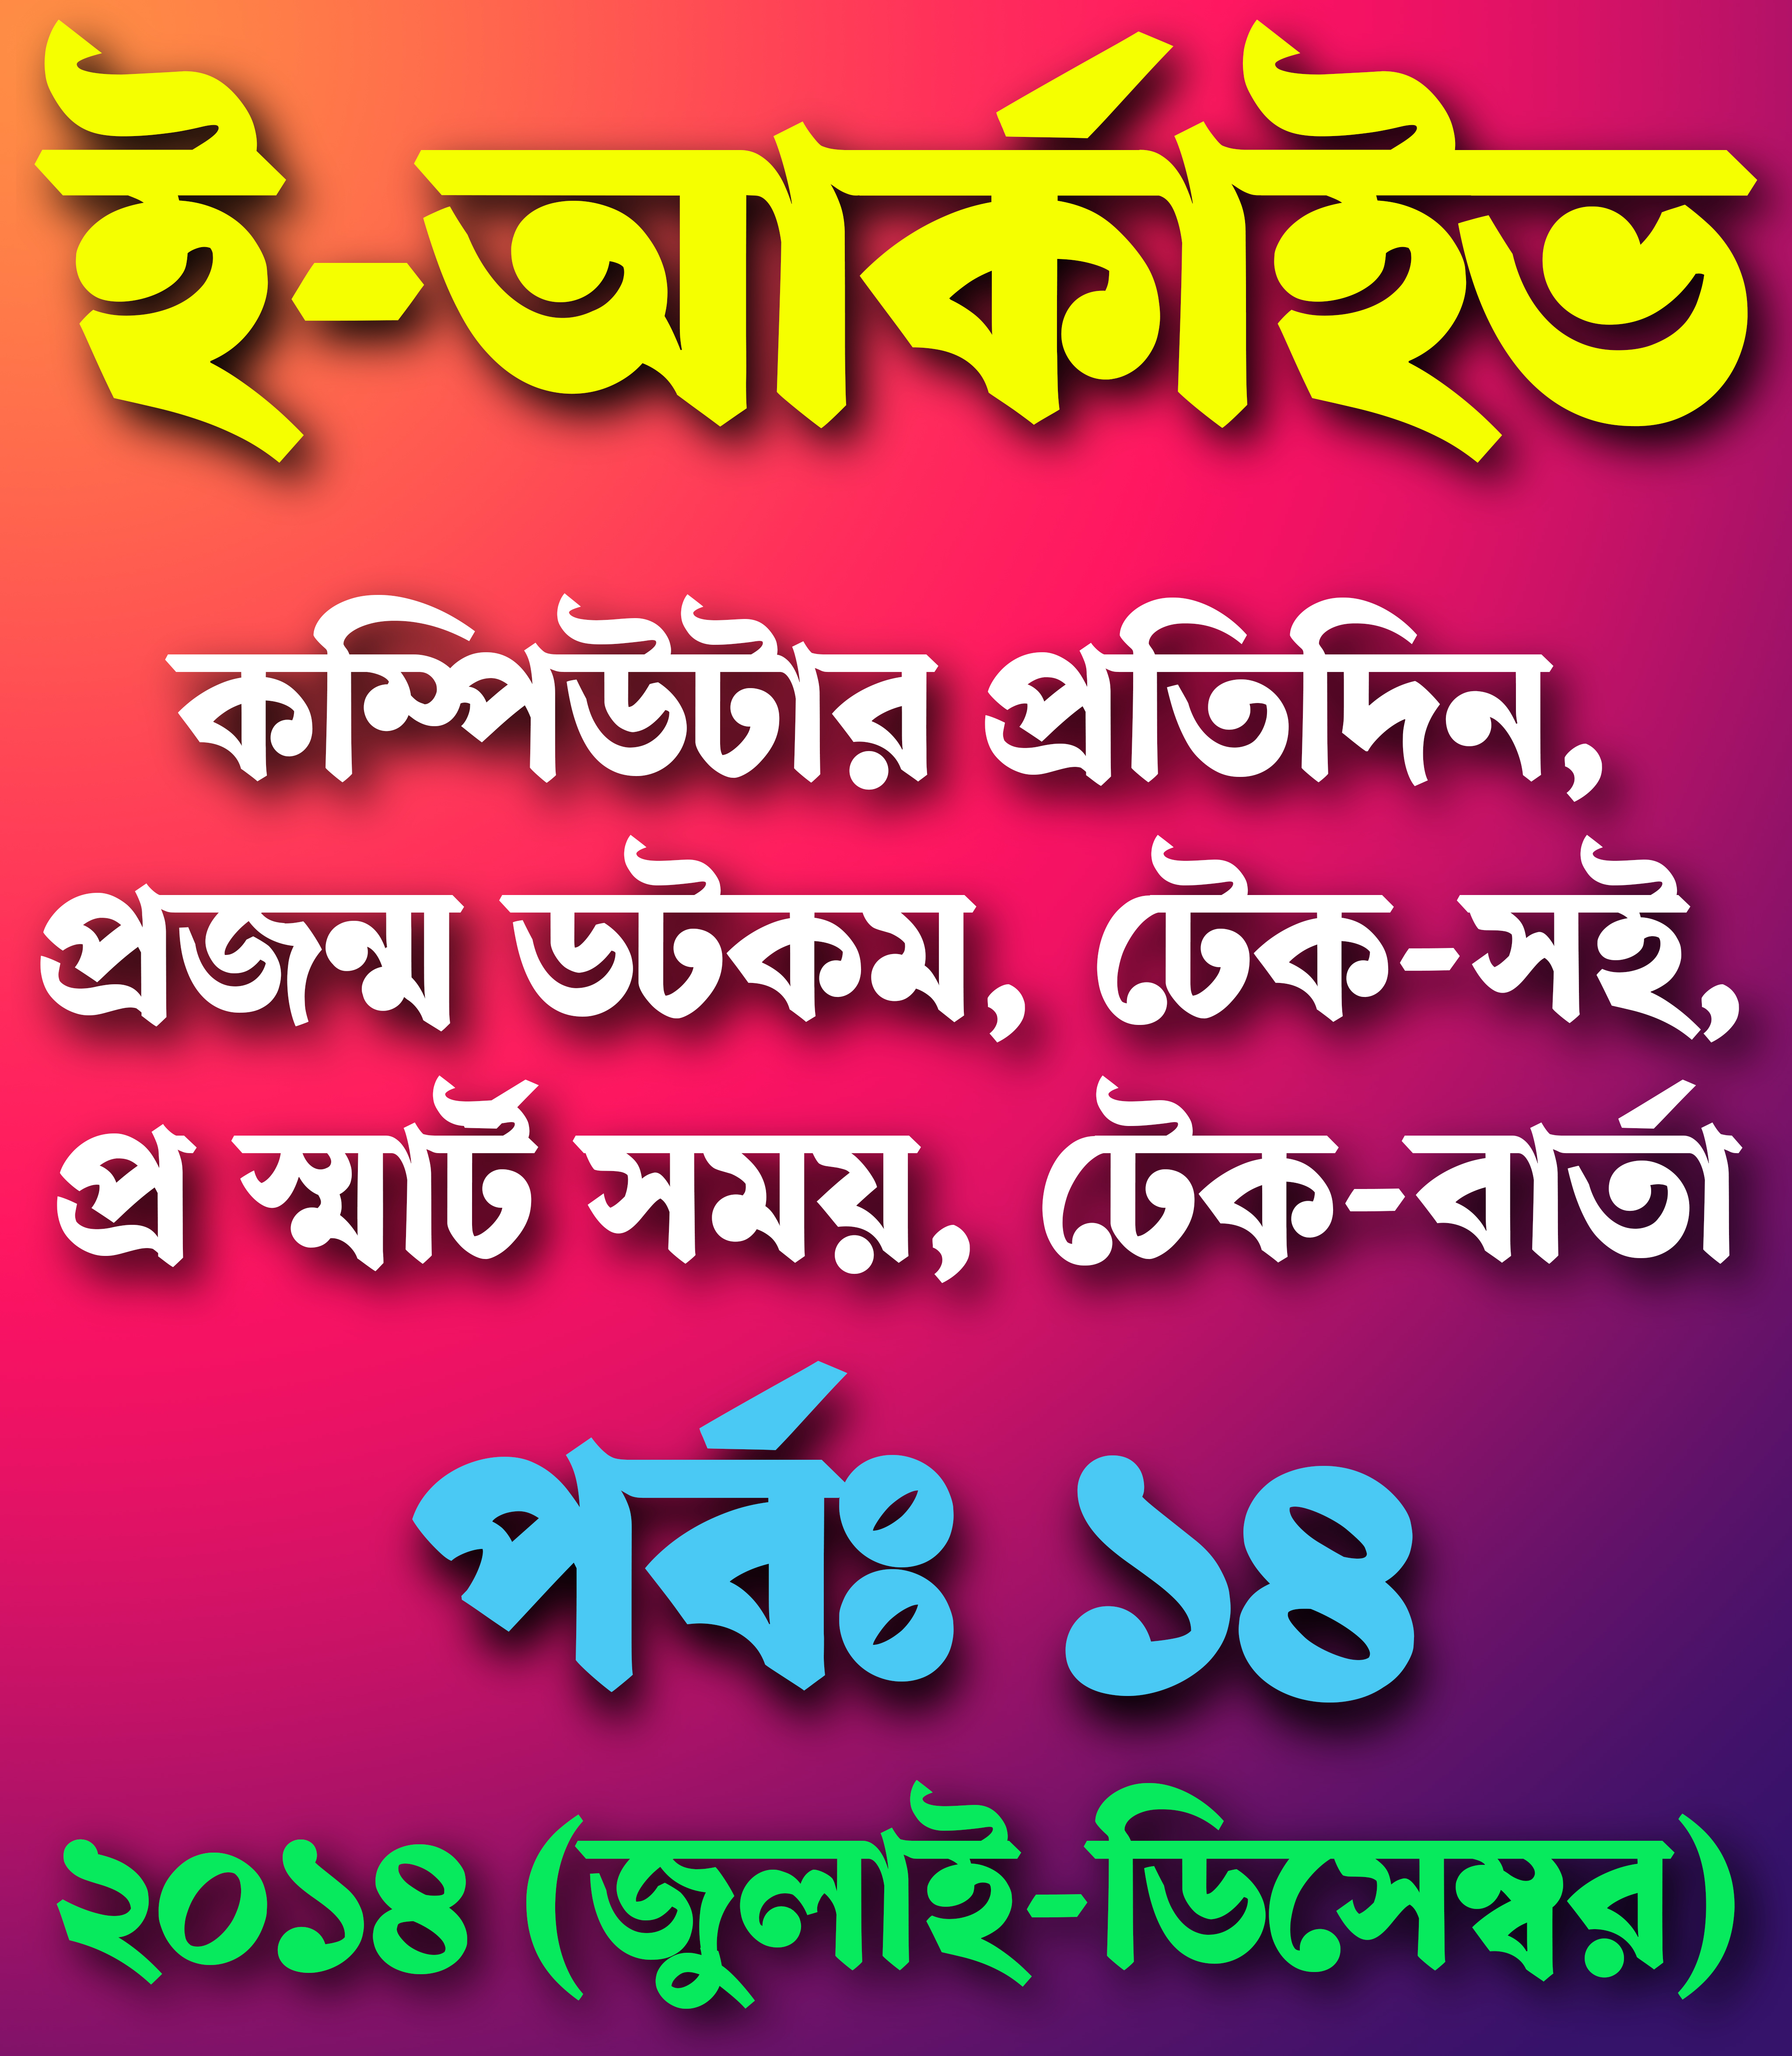 ই-আর্কাইভ
কম্পিউটার প্রতিদিন,
প্রজন্ম ডটকম, টেক-সই,
প্র স্মার্ট সময়, টেক-বার্তা
পর্বঃ ১৪
২০১৪ (জুলাই-ডিসেম্বর)